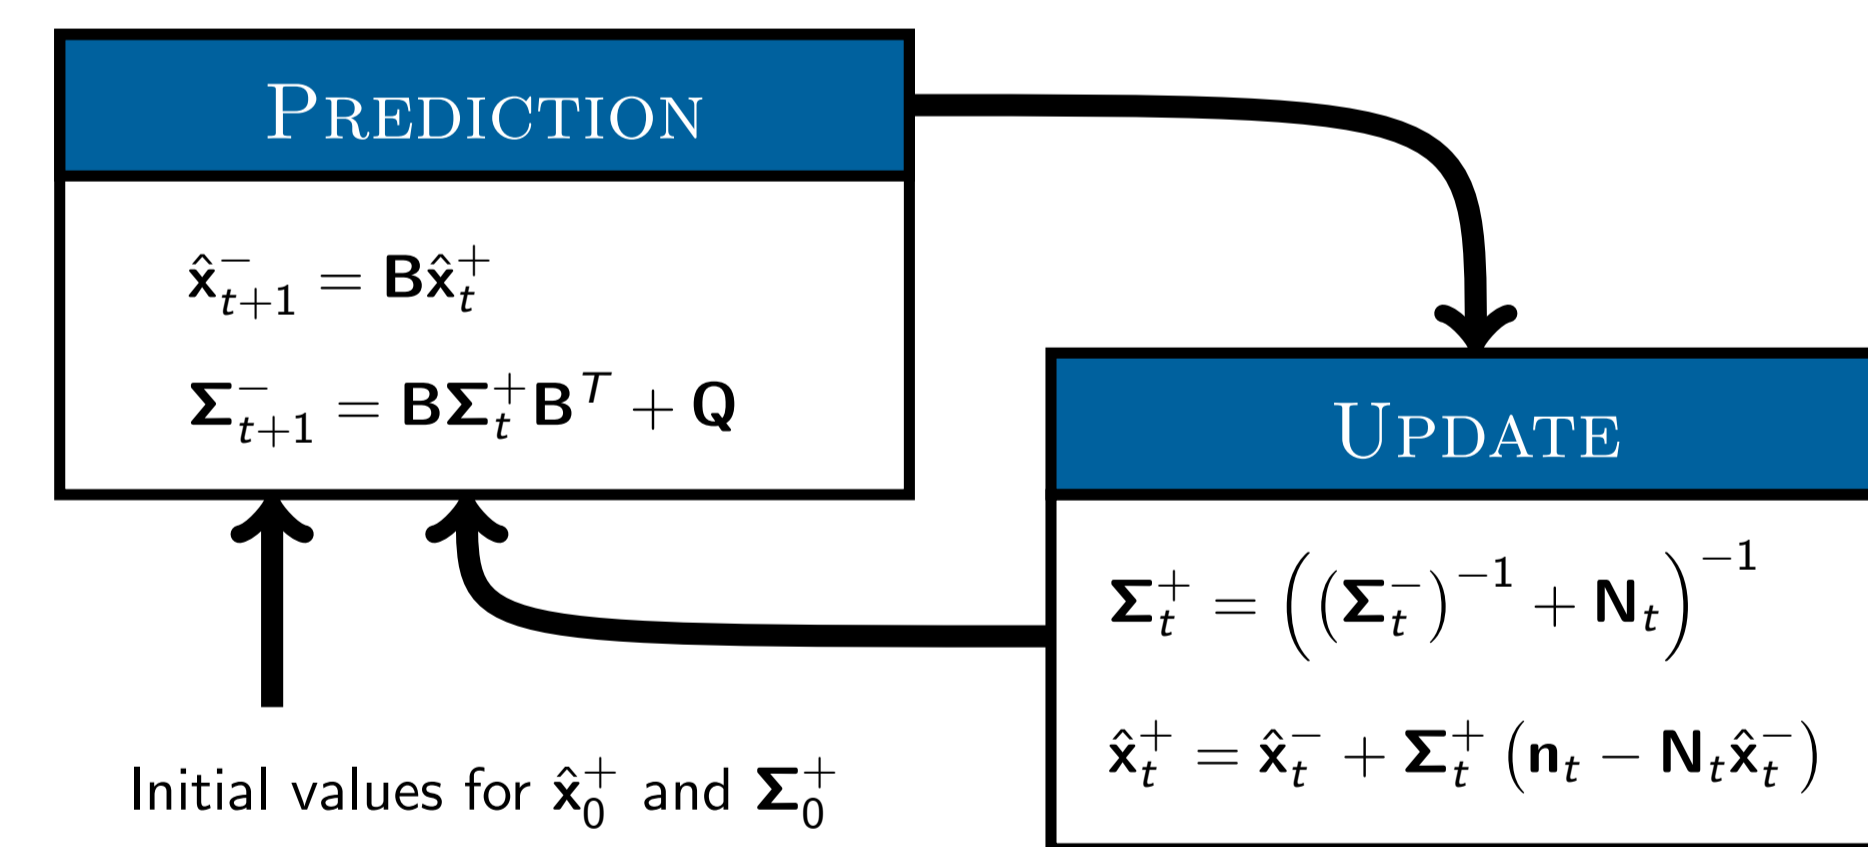 PREDICTION
x̂⁻ₜ₊₁ = Bx̂⁺ₜ
Σ⁻ₜ₊₁ = BΣ⁺ₜBᵀ + Q
Initial values for x̂⁺₀ and Σ⁺₀
UPDATE
Σ⁺ₜ = ((Σ⁻ₜ)⁻¹ + Nₜ)⁻¹
x̂⁺ₜ = x̂⁻ₜ + Σ⁺ₜ (nₜ − Nₜx̂⁻ₜ)